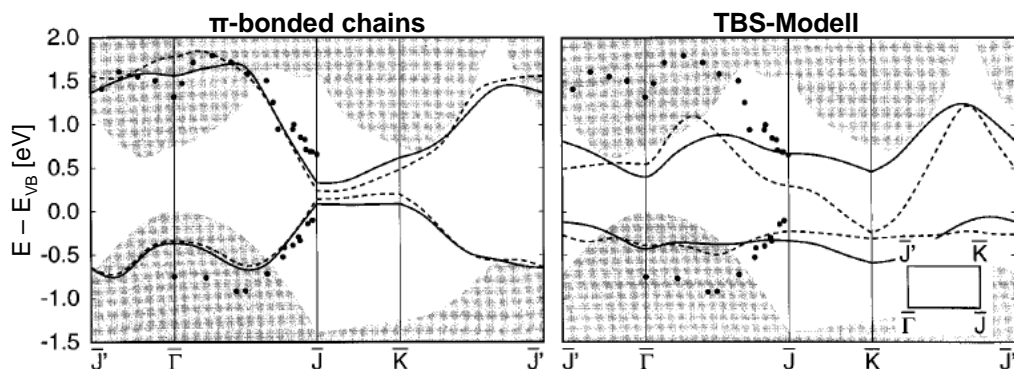 π-bonded chains
TBS-Modell
E − E_VB [eV]
2.0
1.5
1.0
0.5
0.0
-0.5
-1.0
-1.5
J̄' Γ̄ J̄ K̄ J̄'
J̄' Γ̄ J̄ K̄ J̄'
J̄' K̄
Γ̄ J̄